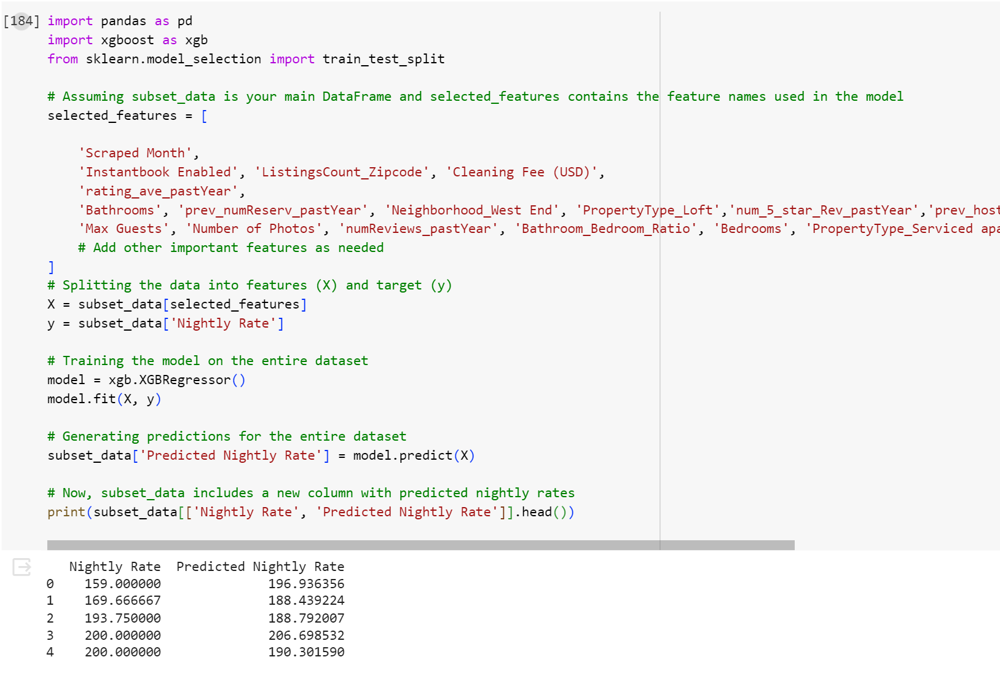 [184] import pandas as pd
import xgboost as xgb
from sklearn.model_selection import train_test_split
# Assuming subset_data is your main DataFrame and selected_features contains the feature names used in the model
selected_features = [
'Scraped Month',
'Instantbook Enabled', 'ListingsCount_Zipcode', 'Cleaning Fee (USD)',
'rating_ave_pastYear',
'Bathrooms', 'prev_numReserv_pastYear', 'Neighborhood_West End', 'PropertyType_Loft','num_5_star_Rev_pastYear','prev_host
'Max Guests', 'Number of Photos', 'numReviews_pastYear', 'Bathroom_Bedroom_Ratio', 'Bedrooms', 'PropertyType_Serviced apa
# Add other important features as needed
]
# Splitting the data into features (X) and target (y)
X = subset_data[selected_features]
y = subset_data['Nightly Rate']
# Training the model on the entire dataset
model = xgb.XGBRegressor()
model.fit(X, y)
# Generating predictions for the entire dataset
subset_data['Predicted Nightly Rate'] = model.predict(X)
# Now, subset_data includes a new column with predicted nightly rates
print(subset_data[['Nightly Rate', 'Predicted Nightly Rate']].head())
Nightly Rate Predicted Nightly Rate
0 159.000000 196.936356
1 169.666667 188.439224
2 193.750000 188.792007
3 200.000000 206.698532
4 200.000000 190.301590